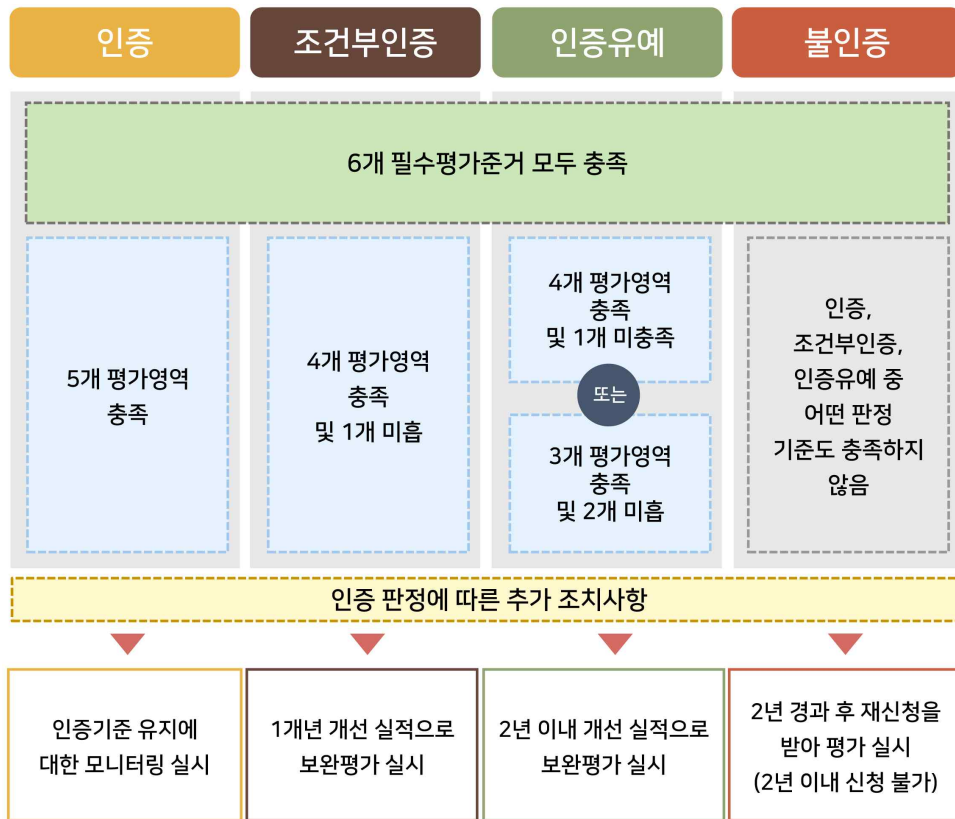 인증
조건부인증
인증유예
불인증
6개 필수평가준거 모두 충족
5개 평가영역
충족
4개 평가영역
충족
및 1개 미흡
4개 평가영역
충족
및 1개 미충족
또는
3개 평가영역
충족
및 2개 미흡
인증,
조건부인증,
인증유예 중
어떤 판정
기준도 충족하지
않음
인증 판정에 따른 추가 조치사항
인증기준 유지에
대한 모니터링 실시
1개년 개선 실적으로
보완평가 실시
2년 이내 개선 실적으로
보완평가 실시
2년 경과 후 재신청을
받아 평가 실시
(2년 이내 신청 불가)